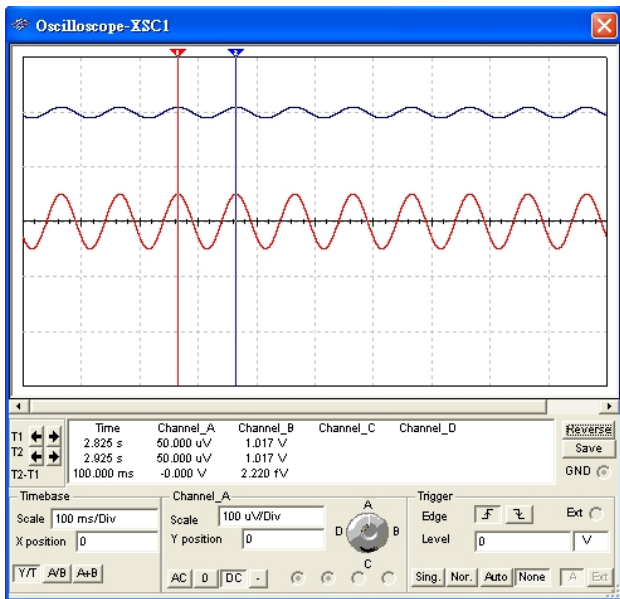 Oscilloscope-XSC1
1 2
Time Channel_A Channel_B Channel_C Channel_D
T1 2.825 s 50.000 uV 1.017 V
T2 2.925 s 50.000 uV 1.017 V
T2-T1 100.000 ms -0.000 V 2.220 fV
Reverse
Save
GND
Timebase
Scale 100 ms/Div
X position 0
Y/T A/B A+B
Channel_A
Scale 100 uV/Div
Y position 0
AC 0 DC -
A
D B
C
Trigger
Edge Ext
Level 0 V
Sing. Nor. Auto None A Ext